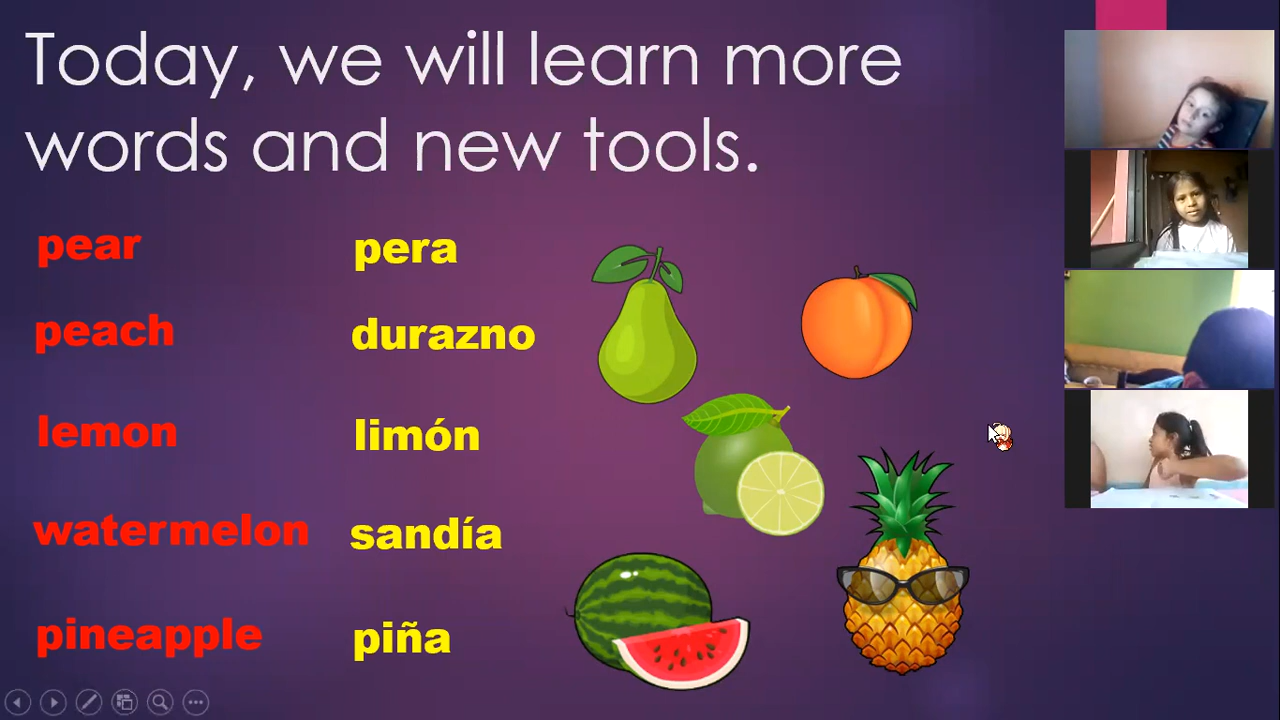 Today, we will learn more
words and new tools.
pear pera
peach durazno
lemon limón
watermelon sandía
pineapple piña